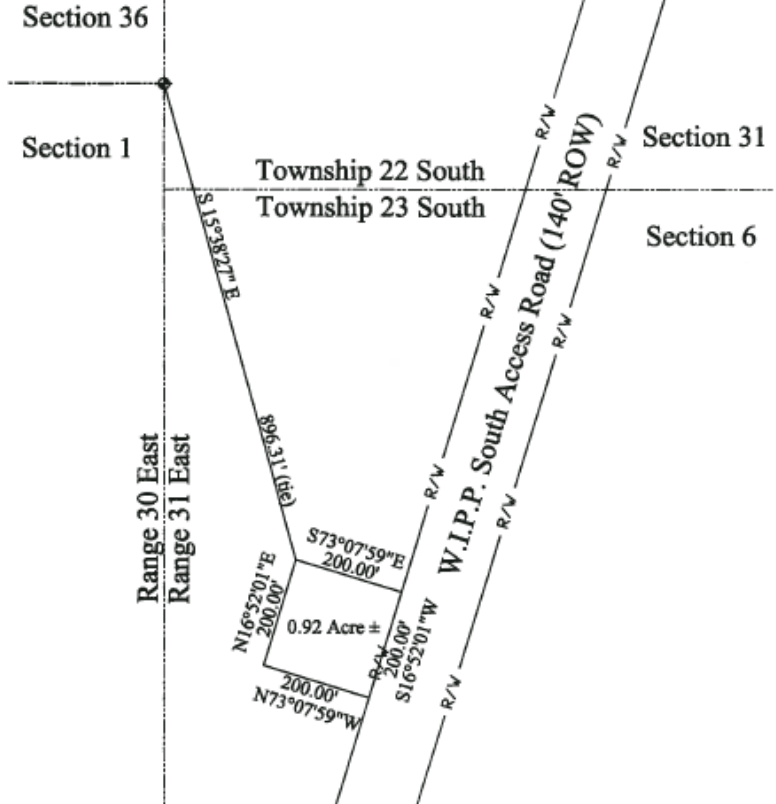 Section 36
Section 1
Township 22 South
Township 23 South
Section 31
Section 6
R/W
R/W
R/W
R/W
R/W
R/W
R/W
R/W
W.I.P.P. South Access Road (140' ROW)
S 15°38'27" E
896.31' (tie)
Range 30 East
Range 31 East
S73°07'59"E
200.00'
N16°52'01"E
200.00'
0.92 Acre ±
200.00'
S16°52'01"W
200.00'
N73°07'59"W